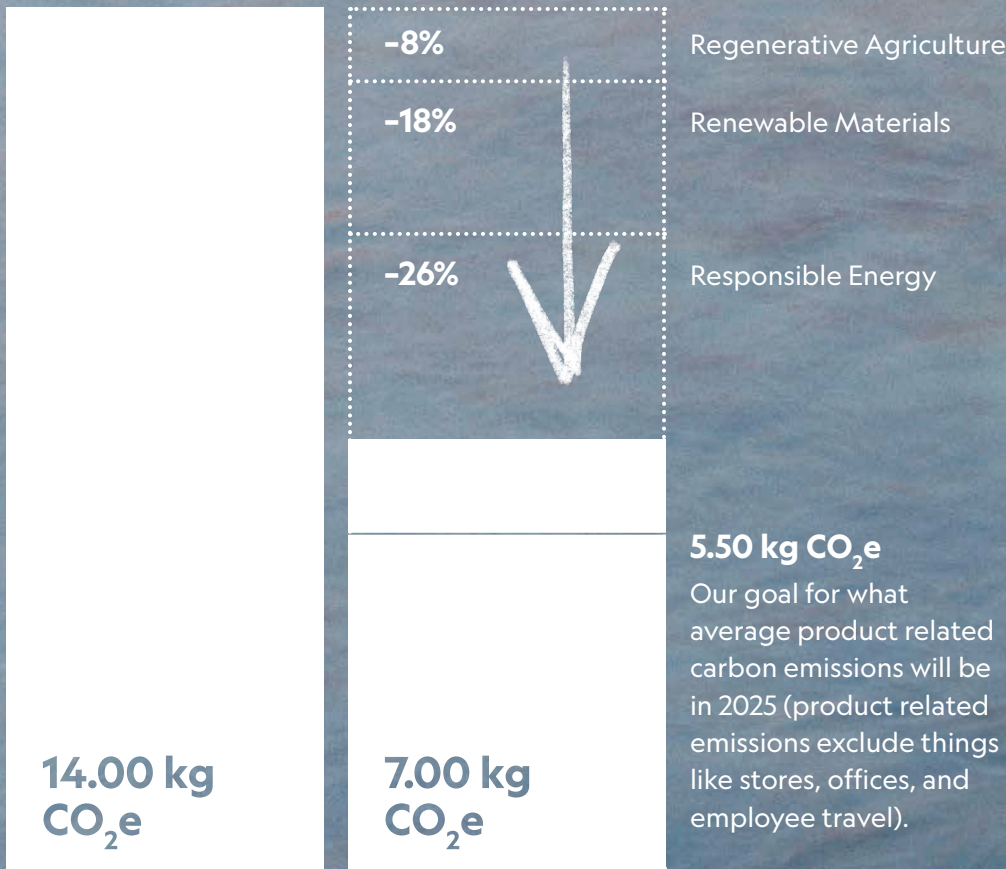 -8%
Regenerative Agriculture
-18%
Renewable Materials
-26%
Responsible Energy
5.50 kg CO₂e
Our goal for what
average product related
carbon emissions will be
in 2025 (product related
emissions exclude things
like stores, offices, and
employee travel).
14.00 kg
CO₂e
7.00 kg
CO₂e